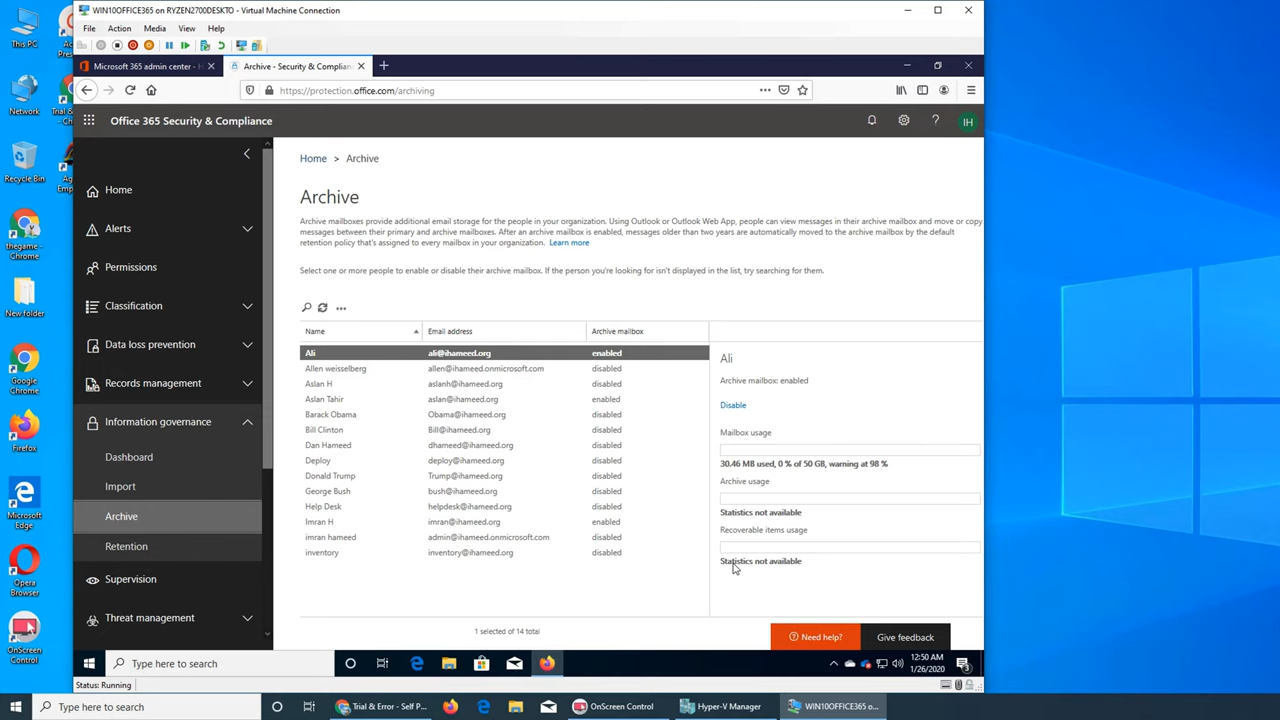 WIN10OFFICE365 on RYZEN2700DESKTO - Virtual Machine Connection
File Action Media View Help
Microsoft 365 admin center - H
Archive - Security & Complian
https://protection.office.com/archiving
Office 365 Security & Compliance
IH
Home
Alerts
Permissions
Classification
Data loss prevention
Records management
Information governance
Dashboard
Import
Archive
Retention
Supervision
Threat management
Home > Archive
Archive
Archive mailboxes provide additional email storage for the people in your organization. Using Outlook or Outlook Web App, people can view messages in their archive mailbox and move or copy
messages between their primary and archive mailboxes. After an archive mailbox is enabled, messages older than two years are automatically moved to the archive mailbox by the default
retention policy that's assigned to every mailbox in your organization. Learn more
Select one or more people to enable or disable their archive mailbox. If the person you're looking for isn't displayed in the list, try searching for them.
Name Email address Archive mailbox
Ali ali@ihameed.org enabled
Allen weisselberg allen@ihameed.onmicrosoft.com disabled
Aslan H aslanh@ihameed.org disabled
Aslan Tahir aslan@ihameed.org enabled
Barack Obama Obama@ihameed.org disabled
Bill Clinton Bill@ihameed.org disabled
Dan Hameed dhameed@ihameed.org disabled
Deploy deploy@ihameed.org disabled
Donald Trump Trump@ihameed.org disabled
George Bush bush@ihameed.org disabled
Help Desk helpdesk@ihameed.org disabled
Imran H imran@ihameed.org enabled
imran hameed admin@ihameed.onmicrosoft.com disabled
inventory inventory@ihameed.org disabled
1 selected of 14 total
Ali
Archive mailbox: enabled
Disable
Mailbox usage
30.46 MB used, 0 % of 50 GB, warning at 98 %
Archive usage
Statistics not available
Recoverable items usage
Statistics not available
Need help?
Give feedback
Type here to search
12:50 AM
1/26/2020
3
Status: Running
This PC
Network
Recycle Bin
thegame - Chrome
New folder
Google Chrome
Firefox
Microsoft Edge
Opera Browser
OnScreen Control
Type here to search
Trial & Error - Self P...
OnScreen Control
Hyper-V Manager
WIN10OFFICE365 o...